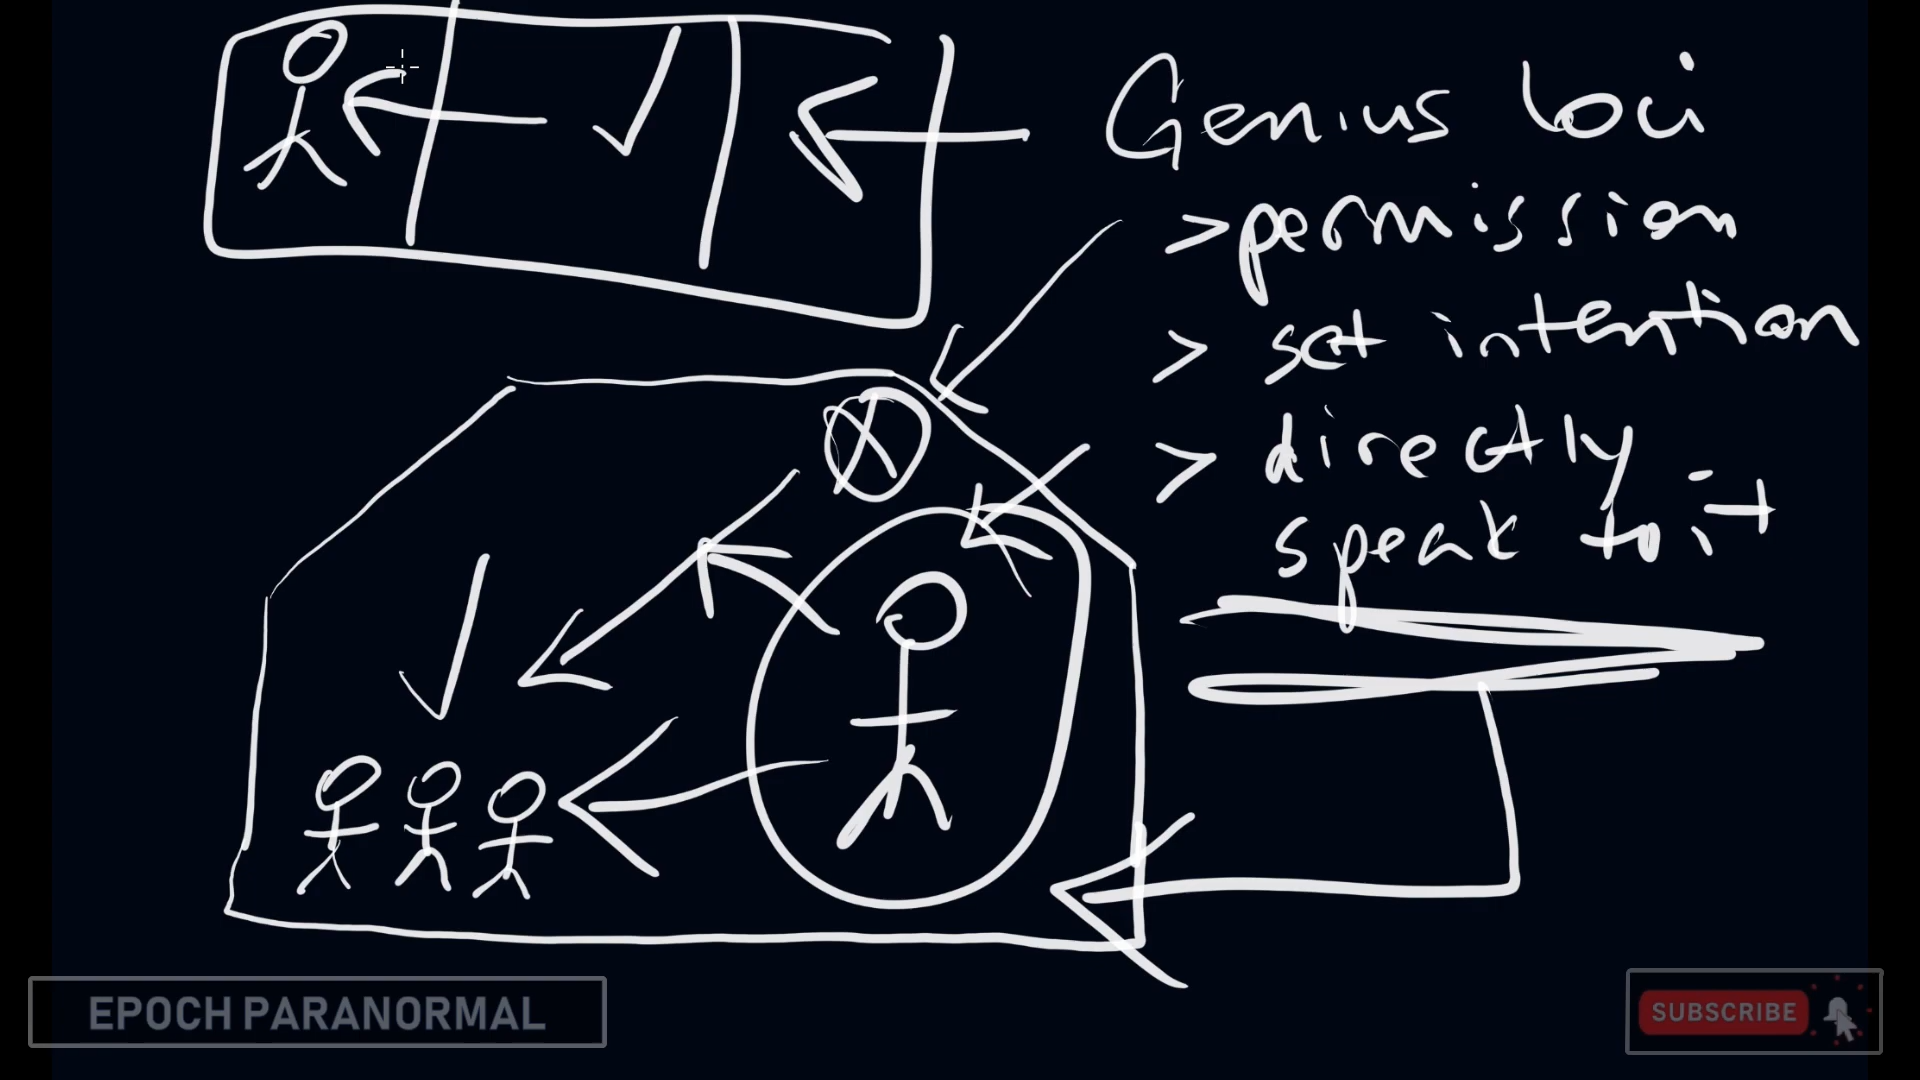 Genius Loci
> permission
> set intention
> directly
speak to it
EPOCH PARANORMAL
SUBSCRIBE